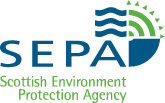 SEPA
Scottish Environment
Protection Agency